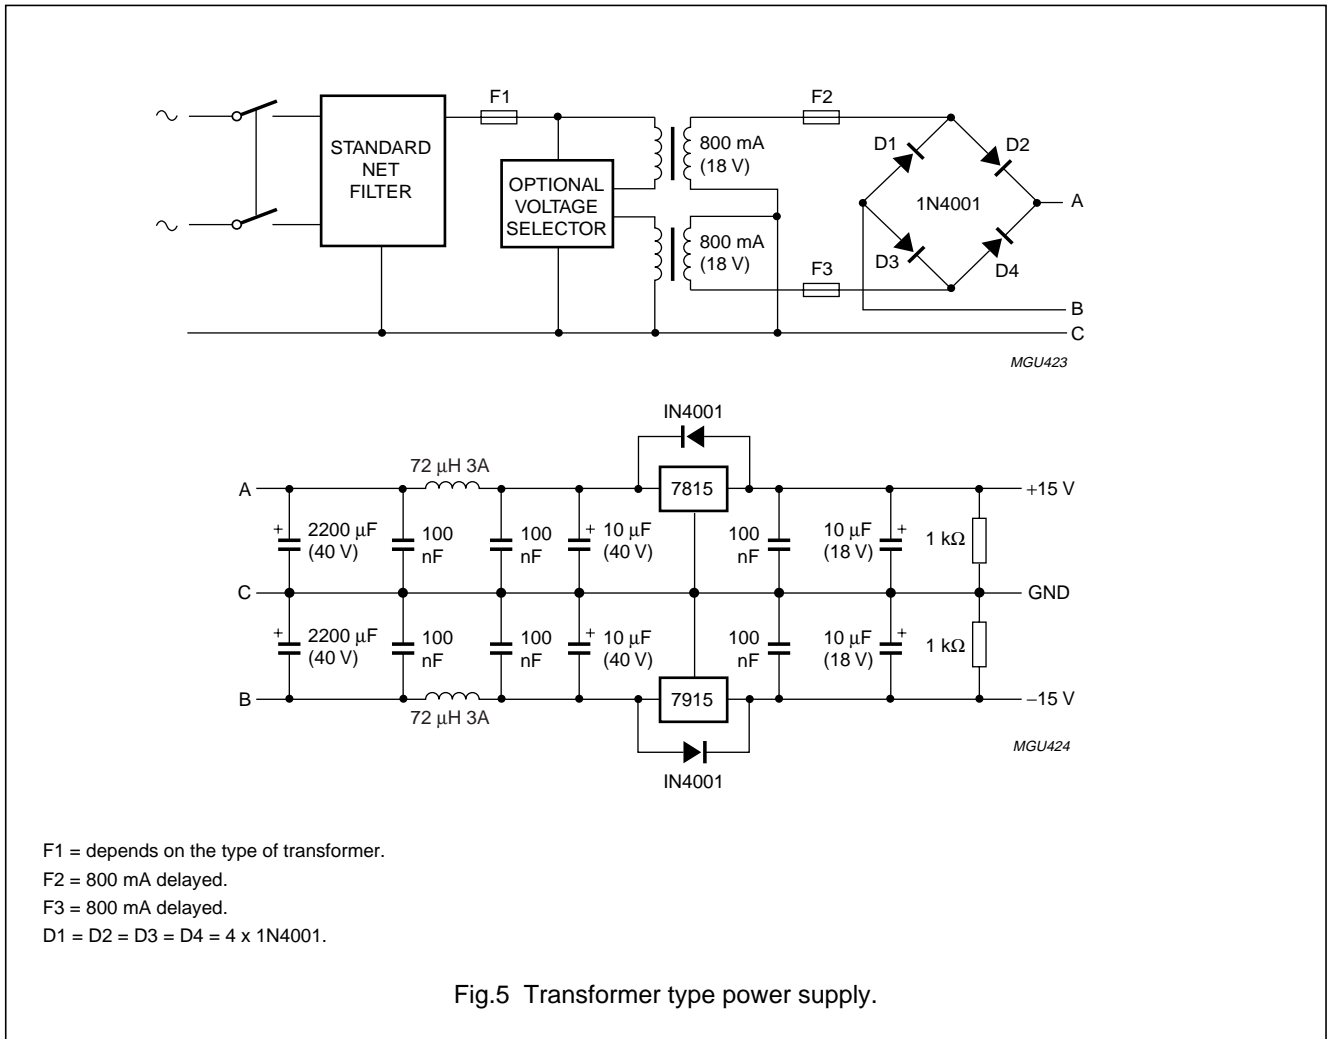 F1
F2
STANDARD
NET
FILTER
800 mA
(18 V)
D1
D2
OPTIONAL
VOLTAGE
SELECTOR
1N4001
A
800 mA
(18 V)
D3
D4
F3
B
C
MGU423
IN4001
72 μH 3A
A
7815
+15 V
+
2200 μF
(40 V)
100
nF
100
nF
+
10 μF
(40 V)
100
nF
10 μF
(18 V)
+
1 kΩ
C
GND
+
2200 μF
(40 V)
100
nF
100
nF
+
10 μF
(40 V)
100
nF
10 μF
(18 V)
+
1 kΩ
B
7915
−15 V
72 μH 3A
MGU424
IN4001
F1 = depends on the type of transformer.
F2 = 800 mA delayed.
F3 = 800 mA delayed.
D1 = D2 = D3 = D4 = 4 x 1N4001.
Fig.5 Transformer type power supply.